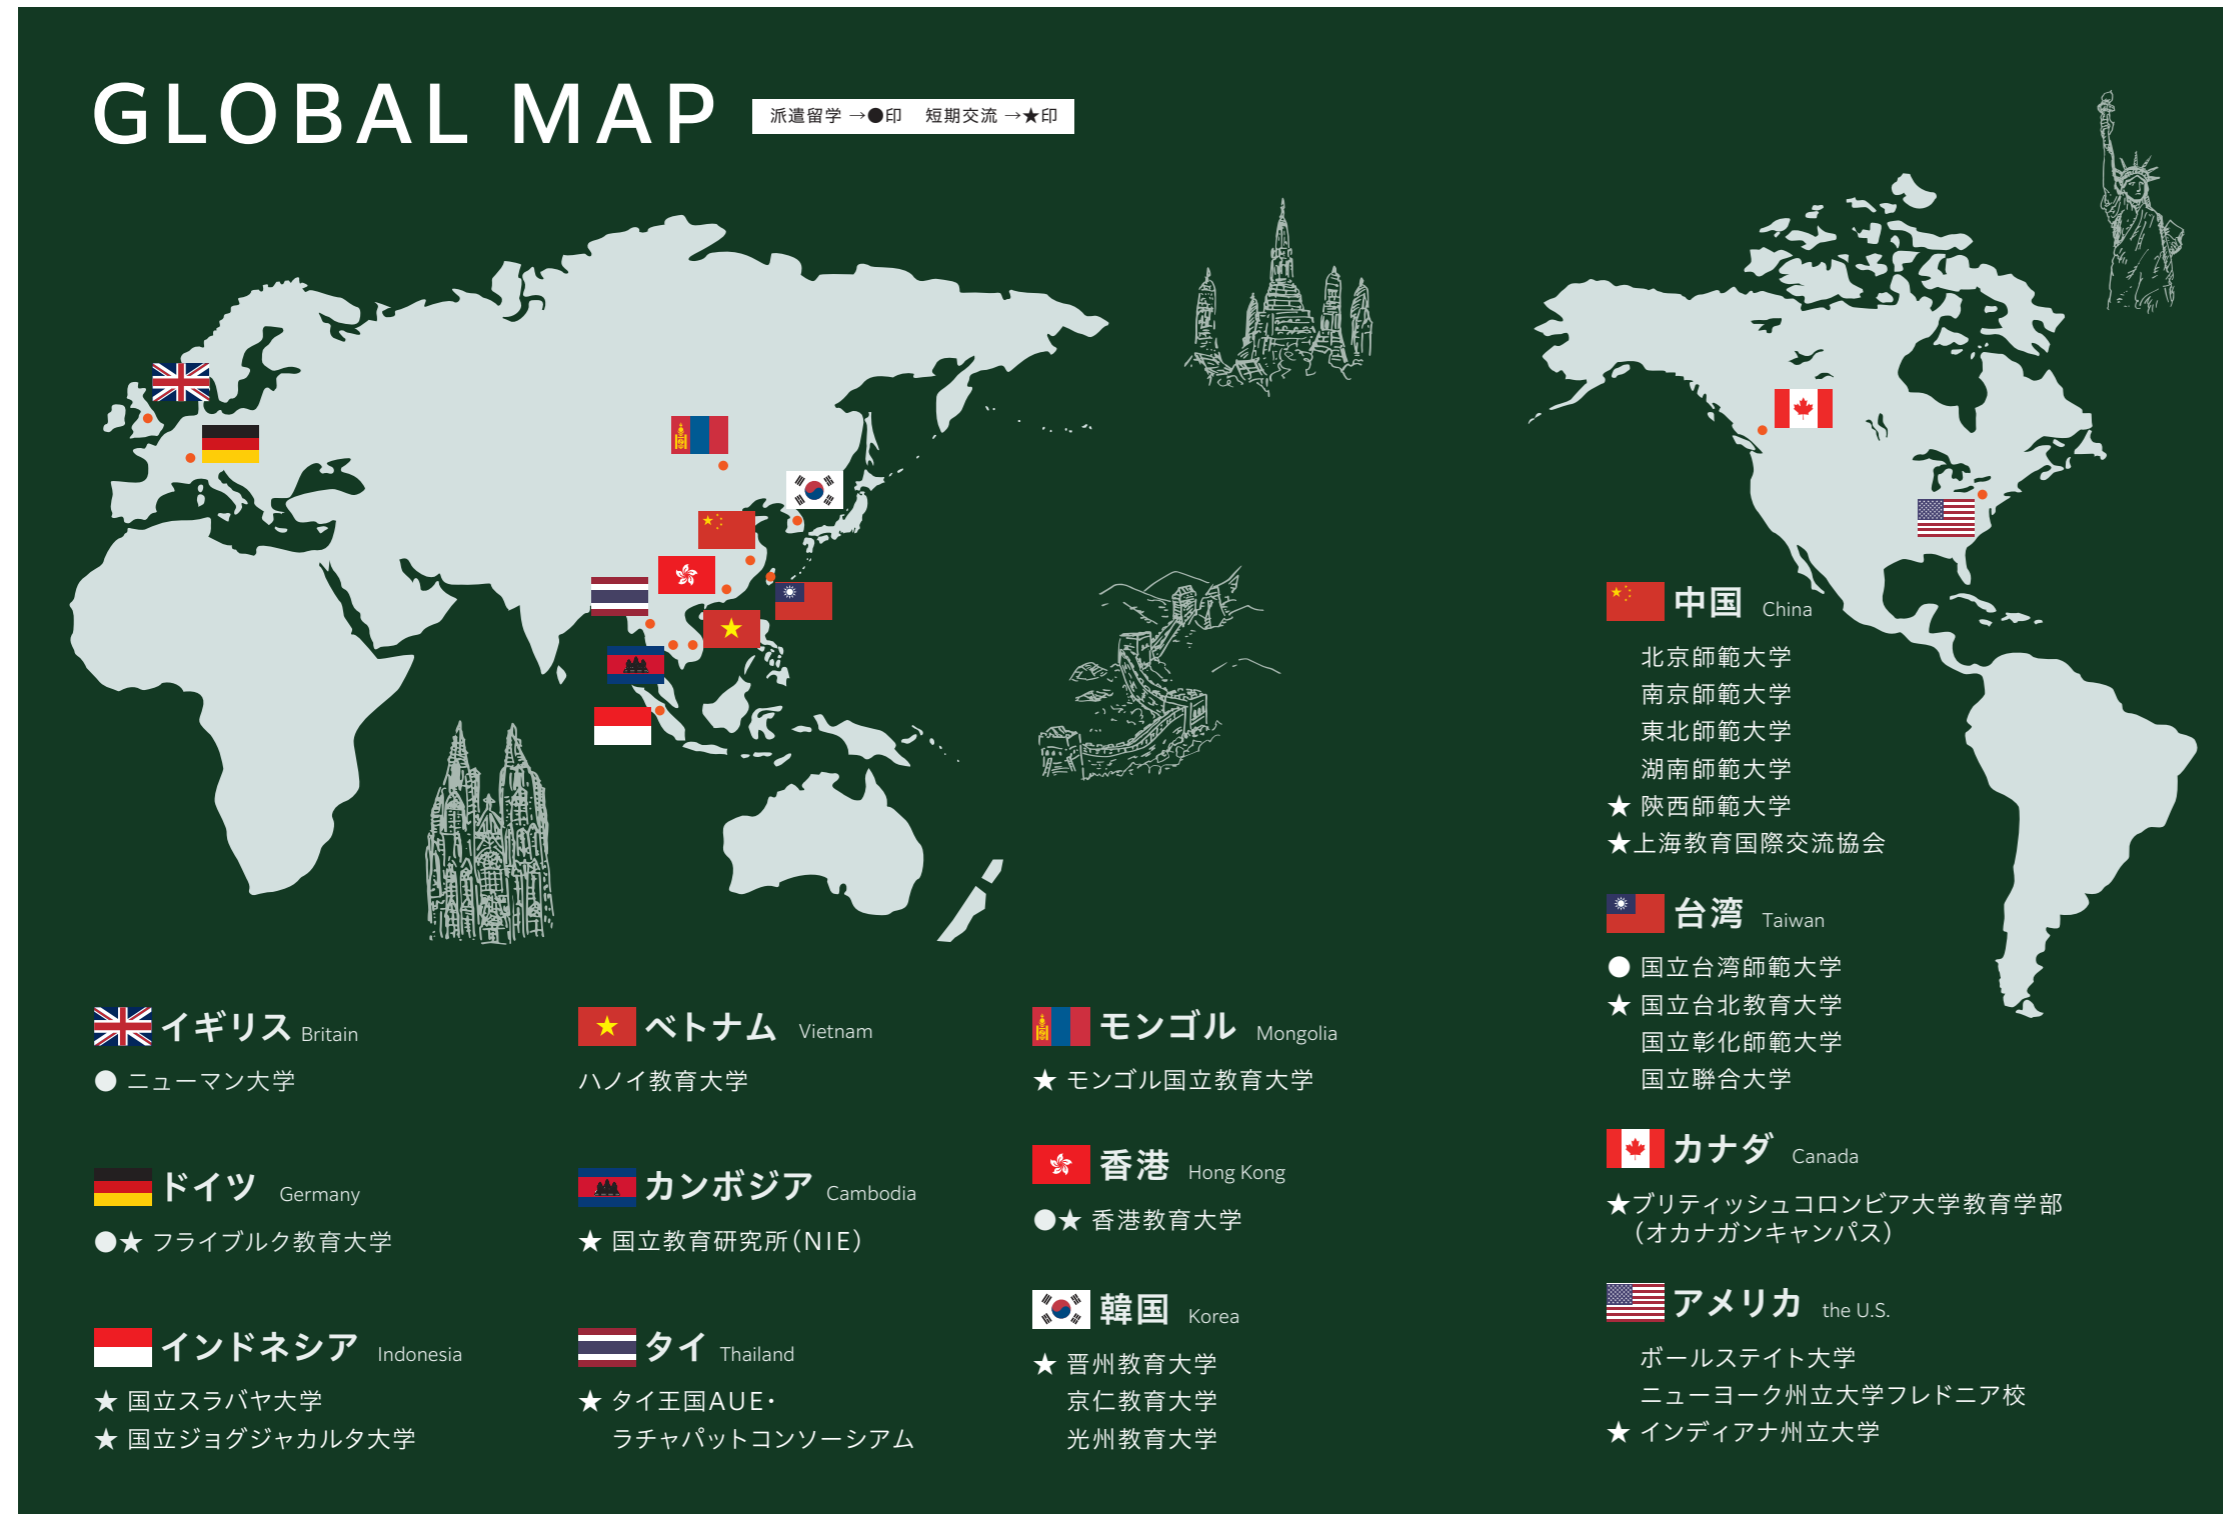 GLOBAL MAP
派遣留学 →●印　短期交流 →★印
イギリス Britain
● ニューマン大学
ドイツ Germany
●★ フライブルク教育大学
インドネシア Indonesia
★ 国立スラバヤ大学
★ 国立ジョグジャカルタ大学
ベトナム Vietnam
ハノイ教育大学
カンボジア Cambodia
★ 国立教育研究所（NIE）
タイ Thailand
★ タイ王国AUE・
ラチャパットコンソーシアム
モンゴル Mongolia
★ モンゴル国立教育大学
香港 Hong Kong
●★ 香港教育大学
韓国 Korea
★ 晋州教育大学
京仁教育大学
光州教育大学
中国 China
北京師範大学
南京師範大学
東北師範大学
湖南師範大学
★ 陝西師範大学
★上海教育国際交流協会
台湾 Taiwan
● 国立台湾師範大学
★ 国立台北教育大学
国立彰化師範大学
国立聯合大学
カナダ Canada
★ブリティッシュコロンビア大学教育学部
（オカナガンキャンパス）
アメリカ the U.S.
ボールステイト大学
ニューヨーク州立大学フレドニア校
★ インディアナ州立大学